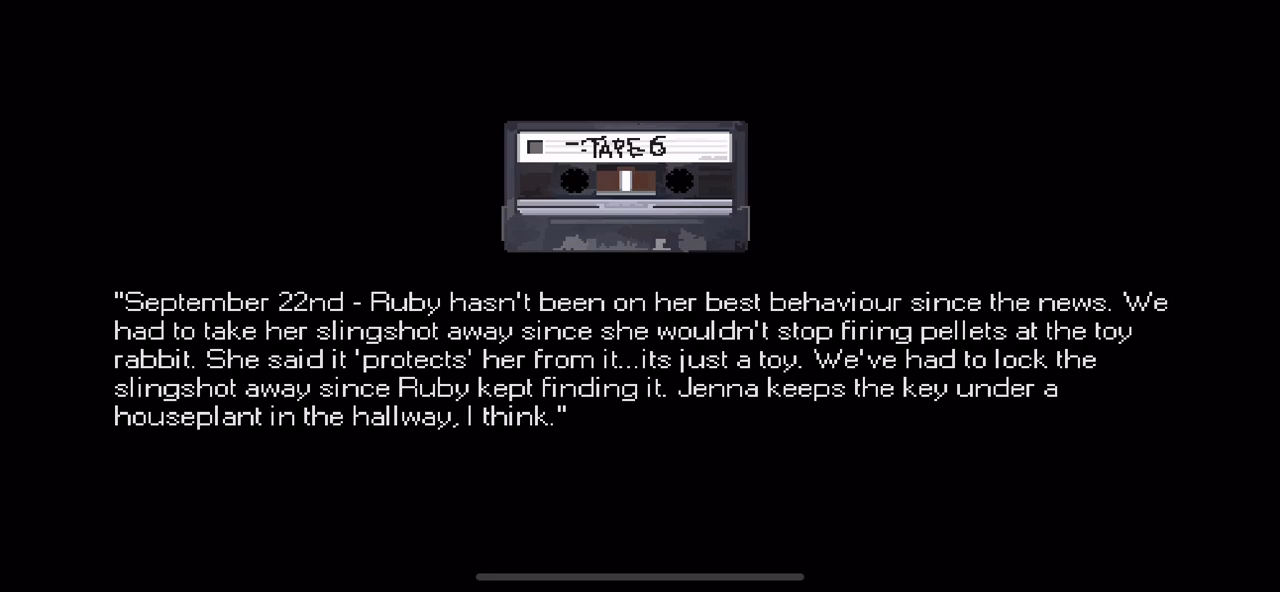 -TAPE 6
"September 22nd - Ruby hasn't been on her best behaviour since the news. We
had to take her slingshot away since she wouldn't stop firing pellets at the toy
rabbit. She said it 'protects' her from it...its just a toy. We've had to lock the
slingshot away since Ruby kept finding it. Jenna keeps the key under a
houseplant in the hallway, I think."